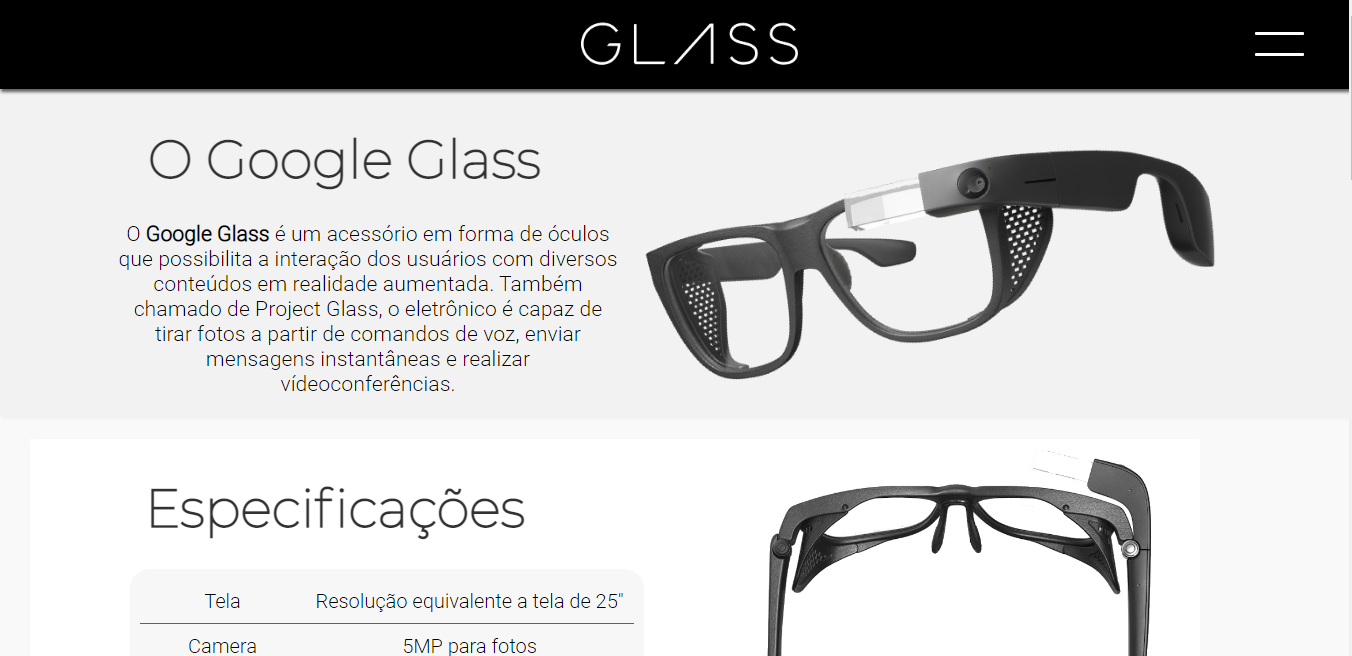 GLASS
O Google Glass
O Google Glass é um acessório em forma de óculos
que possibilita a interação dos usuários com diversos
conteúdos em realidade aumentada. Também
chamado de Project Glass, o eletrônico é capaz de
tirar fotos a partir de comandos de voz, enviar
mensagens instantâneas e realizar
vídeoconferências.
Especificações
Tela Resolução equivalente a tela de 25"
Camera 5MP para fotos